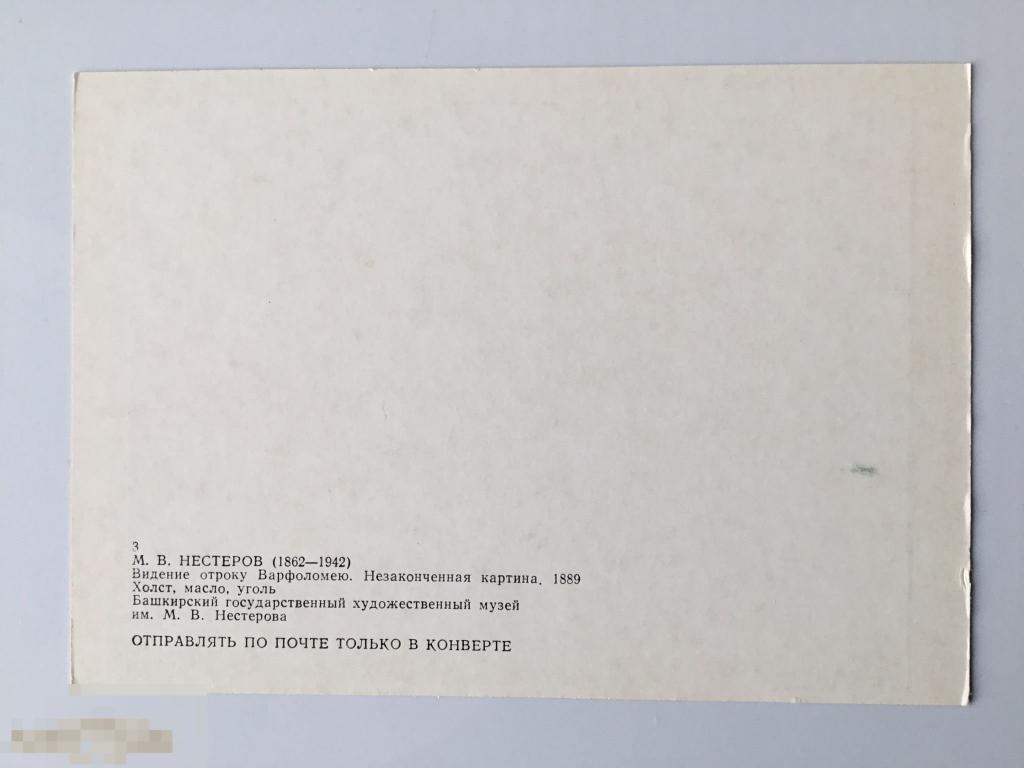 3
М. В. НЕСТЕРОВ (1862—1942)
Видение отроку Варфоломею. Незаконченная картина. 1889
Холст, масло, уголь
Башкирский государственный художественный музей
им. М. В. Нестерова
ОТПРАВЛЯТЬ ПО ПОЧТЕ ТОЛЬКО В КОНВЕРТЕ